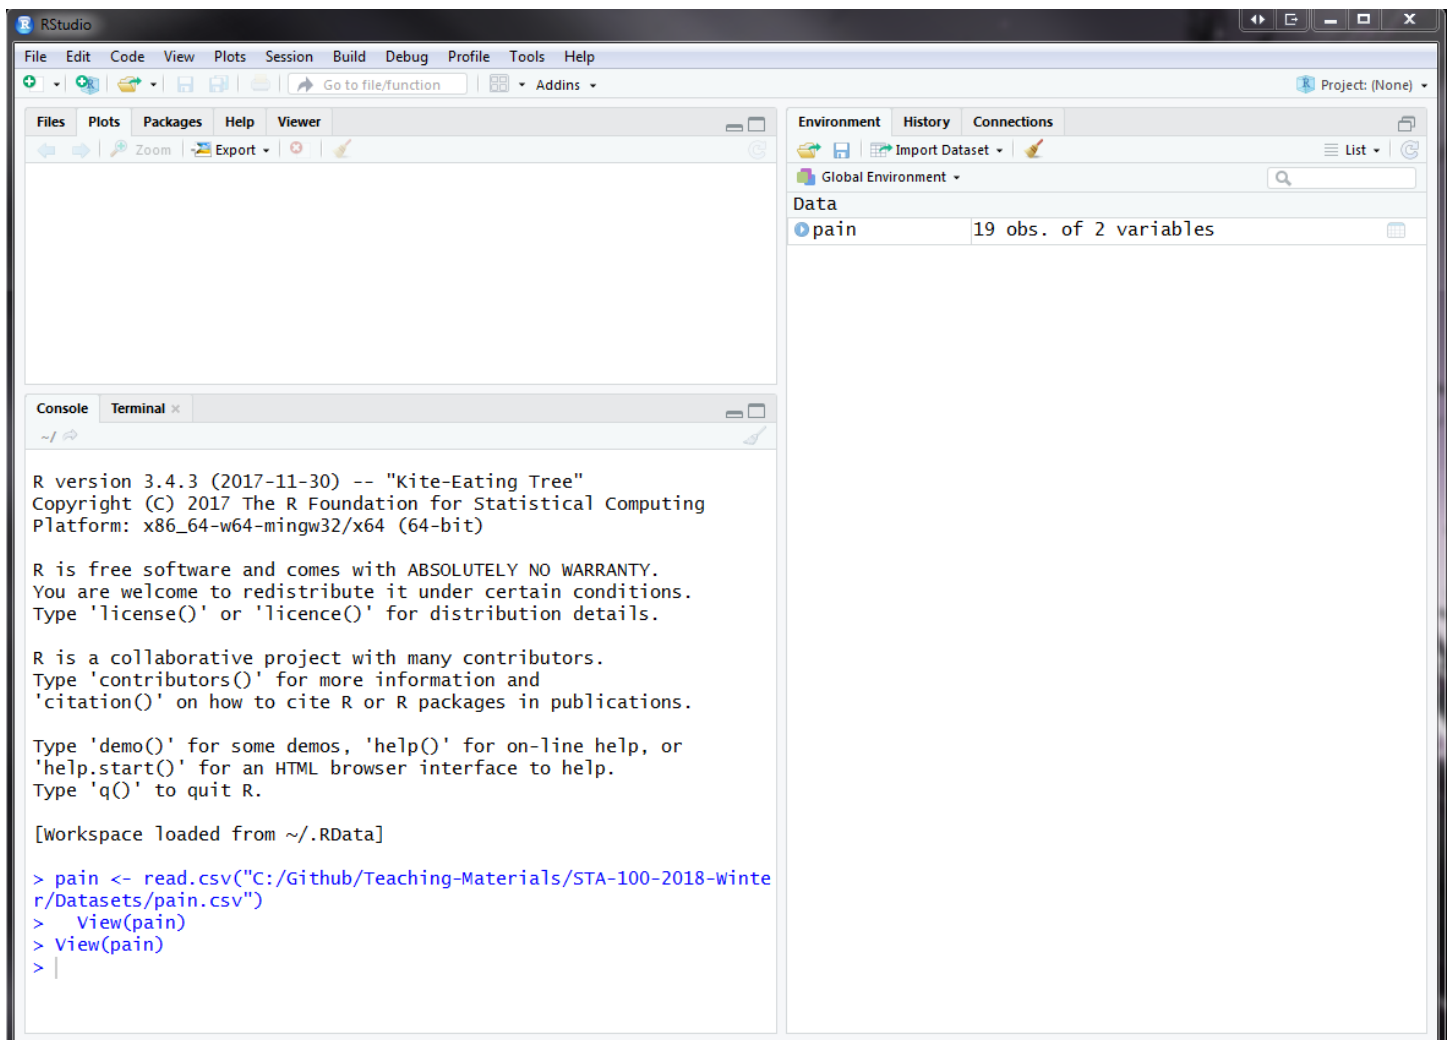 RStudio
File Edit Code View Plots Session Build Debug Profile Tools Help
Go to file/function Addins Project: (None)
Files Plots Packages Help Viewer
Zoom Export
Environment History Connections
Import Dataset List
Global Environment
Data
pain 19 obs. of 2 variables
Console Terminal
~/
R version 3.4.3 (2017-11-30) -- "Kite-Eating Tree"
Copyright (C) 2017 The R Foundation for Statistical Computing
Platform: x86_64-w64-mingw32/x64 (64-bit)
R is free software and comes with ABSOLUTELY NO WARRANTY.
You are welcome to redistribute it under certain conditions.
Type 'license()' or 'licence()' for distribution details.
R is a collaborative project with many contributors.
Type 'contributors()' for more information and
'citation()' on how to cite R or R packages in publications.
Type 'demo()' for some demos, 'help()' for on-line help, or
'help.start()' for an HTML browser interface to help.
Type 'q()' to quit R.
[Workspace loaded from ~/.RData]
> pain <- read.csv("C:/Github/Teaching-Materials/STA-100-2018-Winte
r/Datasets/pain.csv")
>   View(pain)
> View(pain)
>